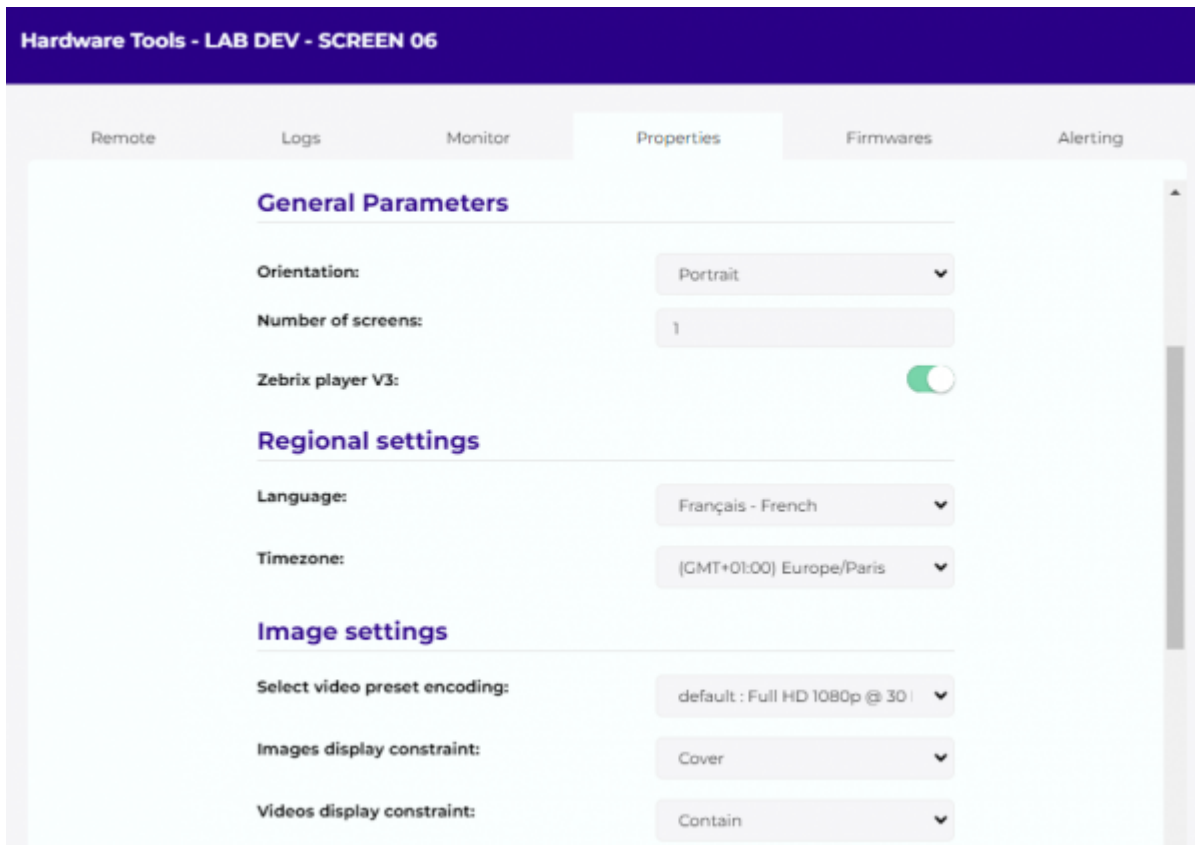 Hardware Tools - LAB DEV - SCREEN 06
Remote Logs Monitor Properties Firmwares Alerting
General Parameters
Orientation: Portrait
Number of screens: 1
Zebrix player V3:
Regional settings
Language: Français - French
Timezone: (GMT+01:00) Europe/Paris
Image settings
Select video preset encoding: default : Full HD 1080p @ 30
Images display constraint: Cover
Videos display constraint: Contain